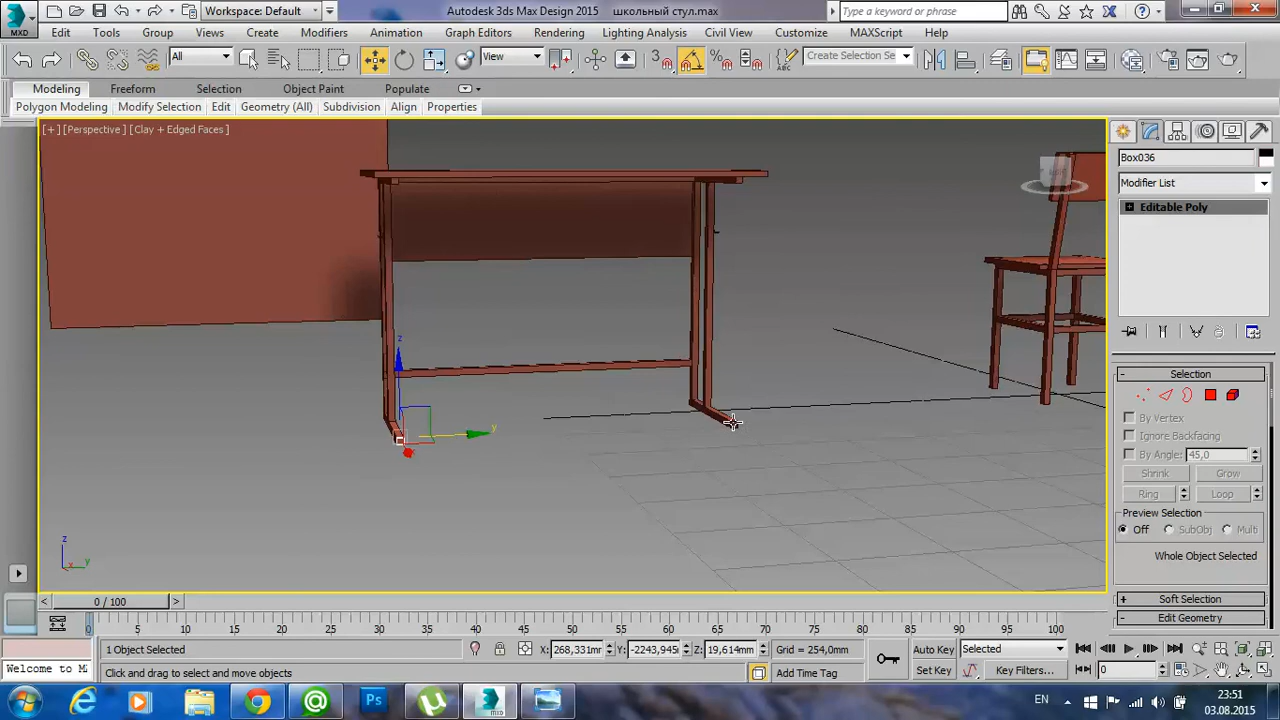 MXD
Workspace: Default
Autodesk 3ds Max Design 2015 школьный стул.max
Type a keyword or phrase
Edit Tools Group Views Create Modifiers Animation Graph Editors Rendering Lighting Analysis Civil View Customize MAXScript Help
All View Create Selection Se
Modeling Freeform Selection Object Paint Populate
Polygon Modeling Modify Selection Edit Geometry (All) Subdivision Align Properties
[+] [Perspective] [Clay + Edged Faces]
Box036
Modifier List
Editable Poly
z
y
z
y
x
Selection
By Vertex
Ignore Backfacing
By Angle: 45,0
Shrink Grow
Ring Loop
Preview Selection
Off SubObj Multi
Whole Object Selected
Soft Selection
Edit Geometry
0 / 100
0 5 10 15 20 25 30 35 40 45 50 55 60 65 70 75 80 85 90 95 100
1 Object Selected X: 268,331mm Y: -2243,945 Z: 19,614mm Grid = 254,0mm Auto Key Selected
Welcome to M
Click and drag to select and move objects Add Time Tag Set Key Key Filters... 0
EN
23:51
03.08.2015